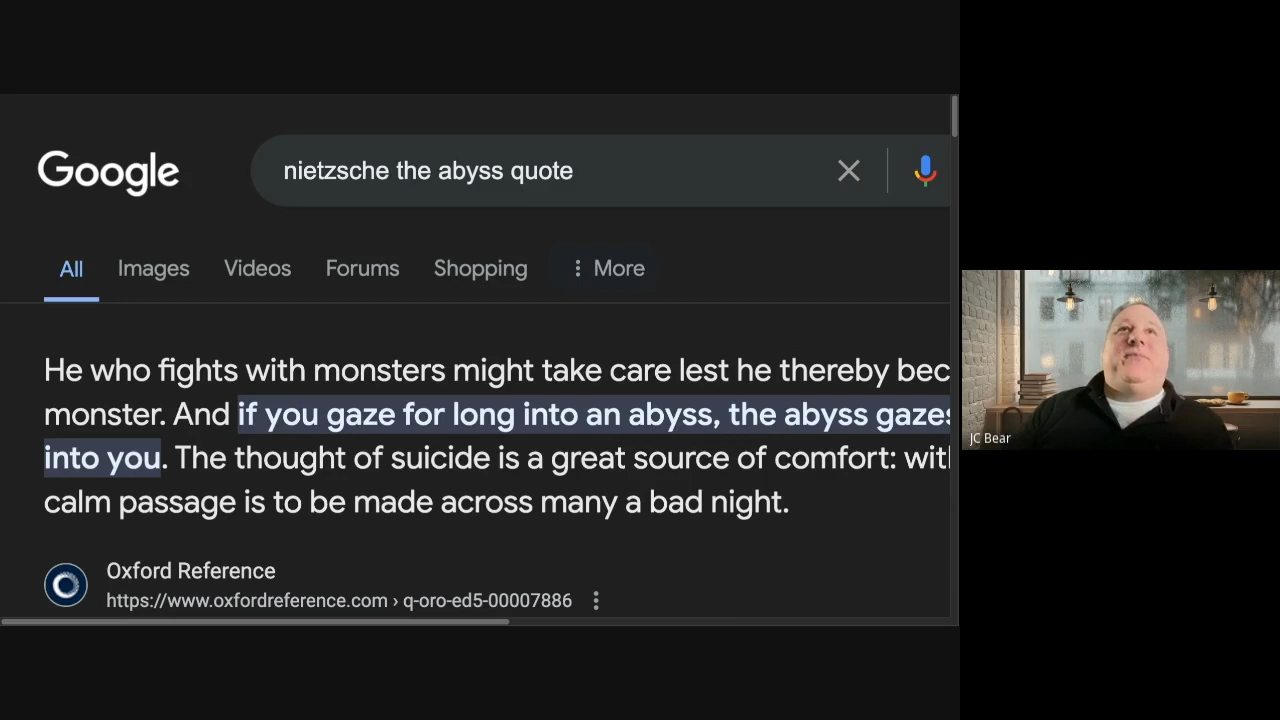 Google
nietzsche the abyss quote
All Images Videos Forums Shopping More
He who fights with monsters might take care lest he thereby bec
monster. And if you gaze for long into an abyss, the abyss gazes
into you. The thought of suicide is a great source of comfort: with
calm passage is to be made across many a bad night.
Oxford Reference
https://www.oxfordreference.com › q-oro-ed5-00007886
JC Bear